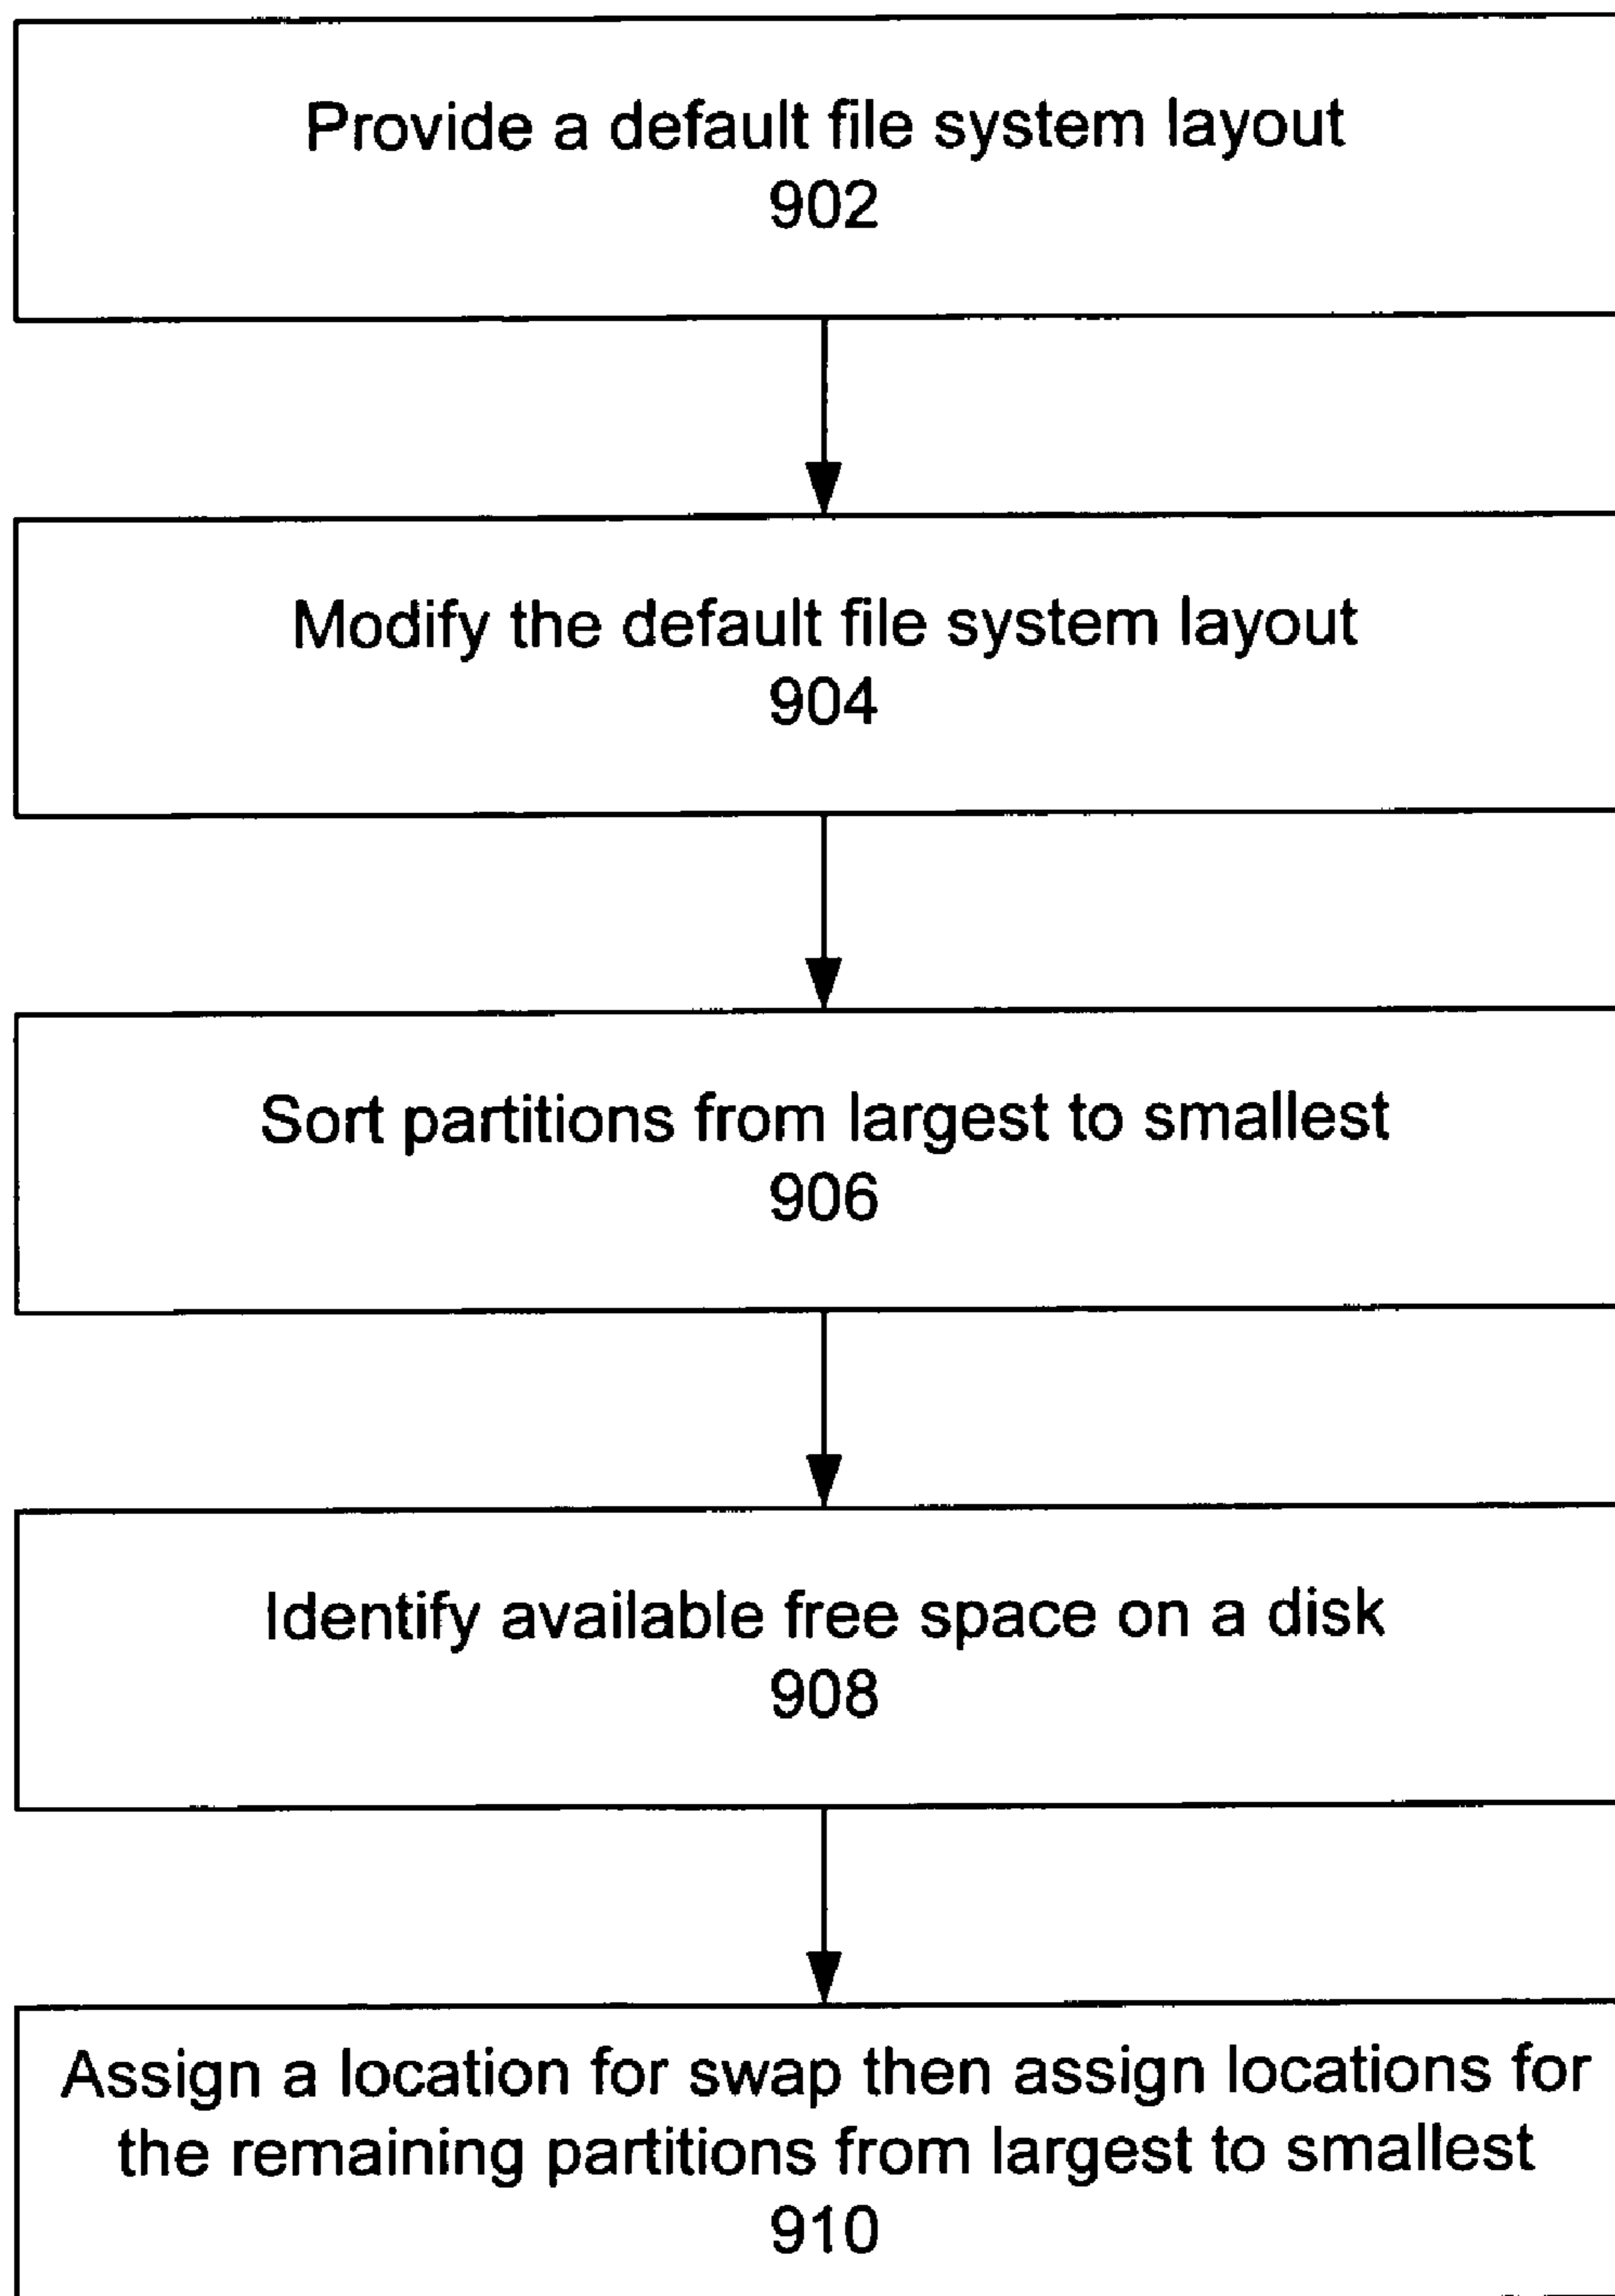 Provide a default file system layout
902
Modify the default file system layout
904
Sort partitions from largest to smallest
906
Identify available free space on a disk
908
Assign a location for swap then assign locations for
the remaining partitions from largest to smallest
910